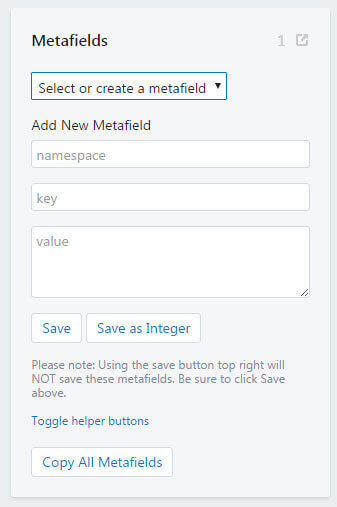 Metafields 1
Select or create a metafield
Add New Metafield
namespace
key
value
Save Save as Integer
Please note: Using the save button top right will
NOT save these metafields. Be sure to click Save
above.
Toggle helper buttons
Copy All Metafields